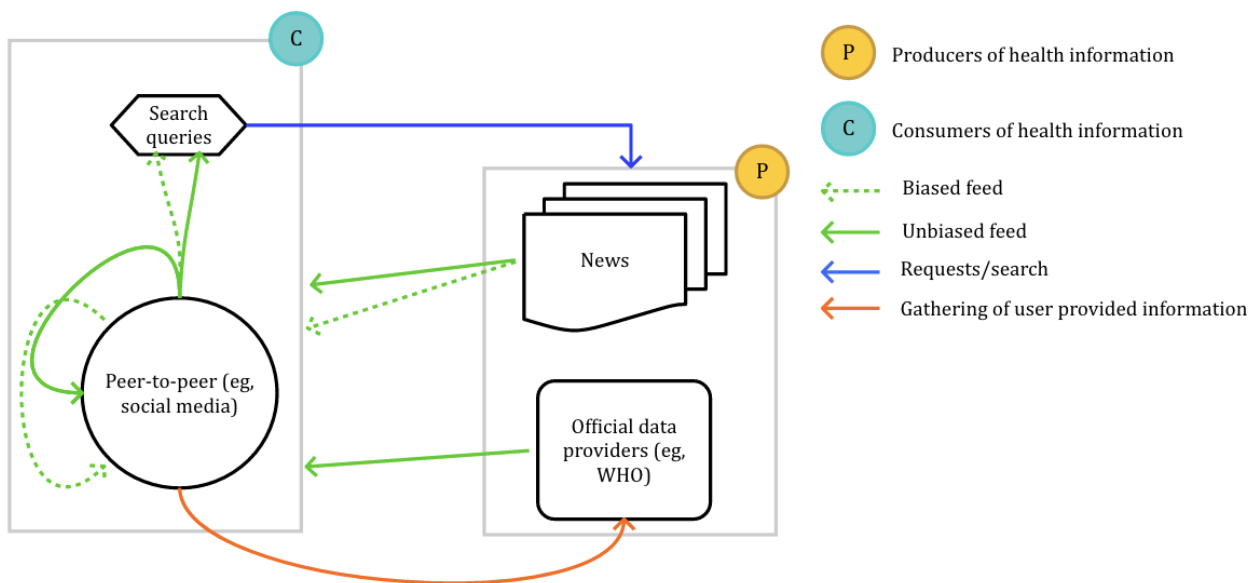 C
Search
queries
Peer-to-peer (eg,
social media)
P
News
Official data
providers (eg,
WHO)
P
Producers of health information
C
Consumers of health information
Biased feed
Unbiased feed
Requests/search
Gathering of user provided information